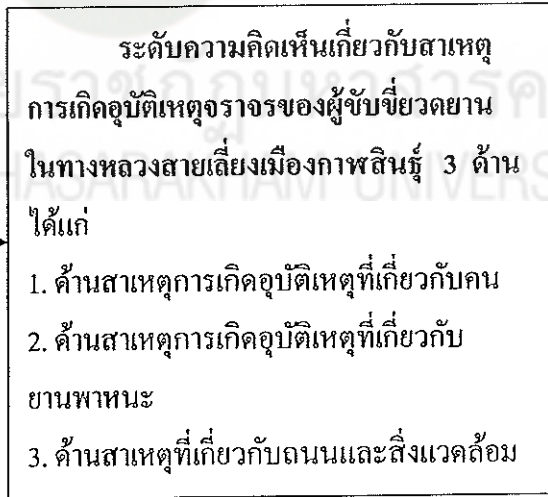 ระดับความคิดเห็นเกี่ยวกับสาเหตุ
การเกิดอุบัติเหตุจราจรของผู้ขับขี่ยวดยาน
ในทางหลวงสายเลี่ยงเมืองกาฬสินธุ์ 3 ด้าน
ได้แก่
1. ด้านสาเหตุการเกิดอุบัติเหตุที่เกี่ยวกับคน
2. ด้านสาเหตุการเกิดอุบัติเหตุที่เกี่ยวกับ
ยานพาหนะ
3. ด้านสาเหตุที่เกี่ยวกับถนนและสิ่งแวดล้อม